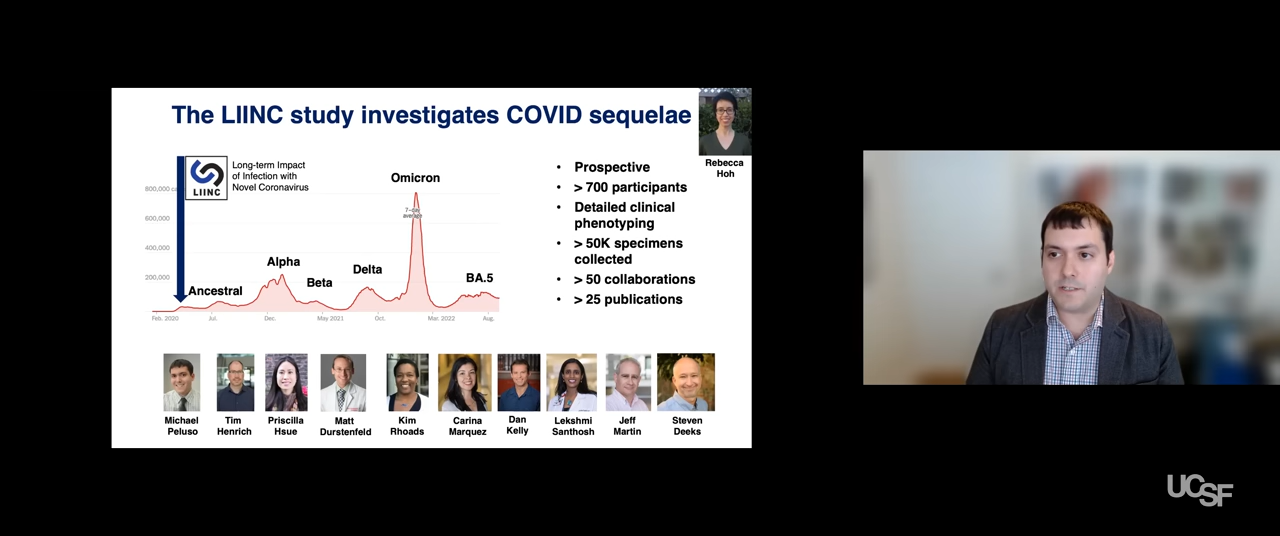 The LIINC study investigates COVID sequelae
Rebecca
Hoh
LIINC
Long-term Impact
of Infection with
Novel Coronavirus
800,000
600,000
400,000
200,000
7-day
average
Ancestral
Alpha
Beta
Delta
Omicron
BA.5
Feb. 2020
Jul.
Dec.
May 2021
Oct.
Mar. 2022
Aug.
• Prospective
• > 700 participants
• Detailed clinical
phenotyping
• > 50K specimens
collected
• > 50 collaborations
• > 25 publications
Michael
Peluso
Tim
Henrich
Priscilla
Hsue
Matt
Durstenfeld
Kim
Rhoads
Carina
Marquez
Dan
Kelly
Lekshmi
Santhosh
Jeff
Martin
Steven
Deeks
UCSF